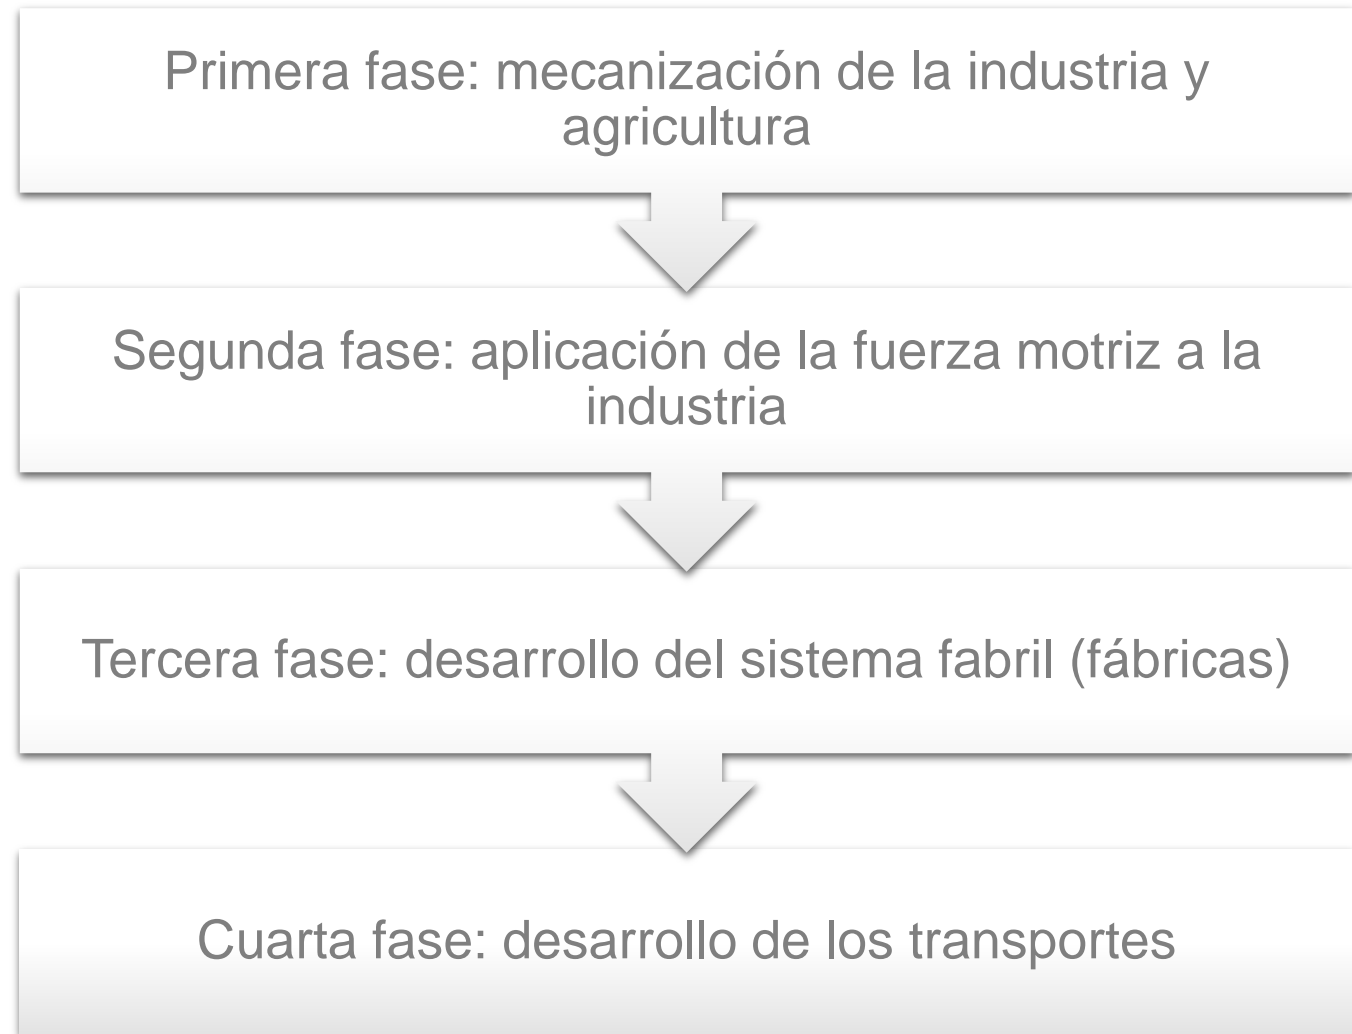 Primera fase: mecanización de la industria y
agricultura
Segunda fase: aplicación de la fuerza motriz a la
industria
Tercera fase: desarrollo del sistema fabril (fábricas)
Cuarta fase: desarrollo de los transportes